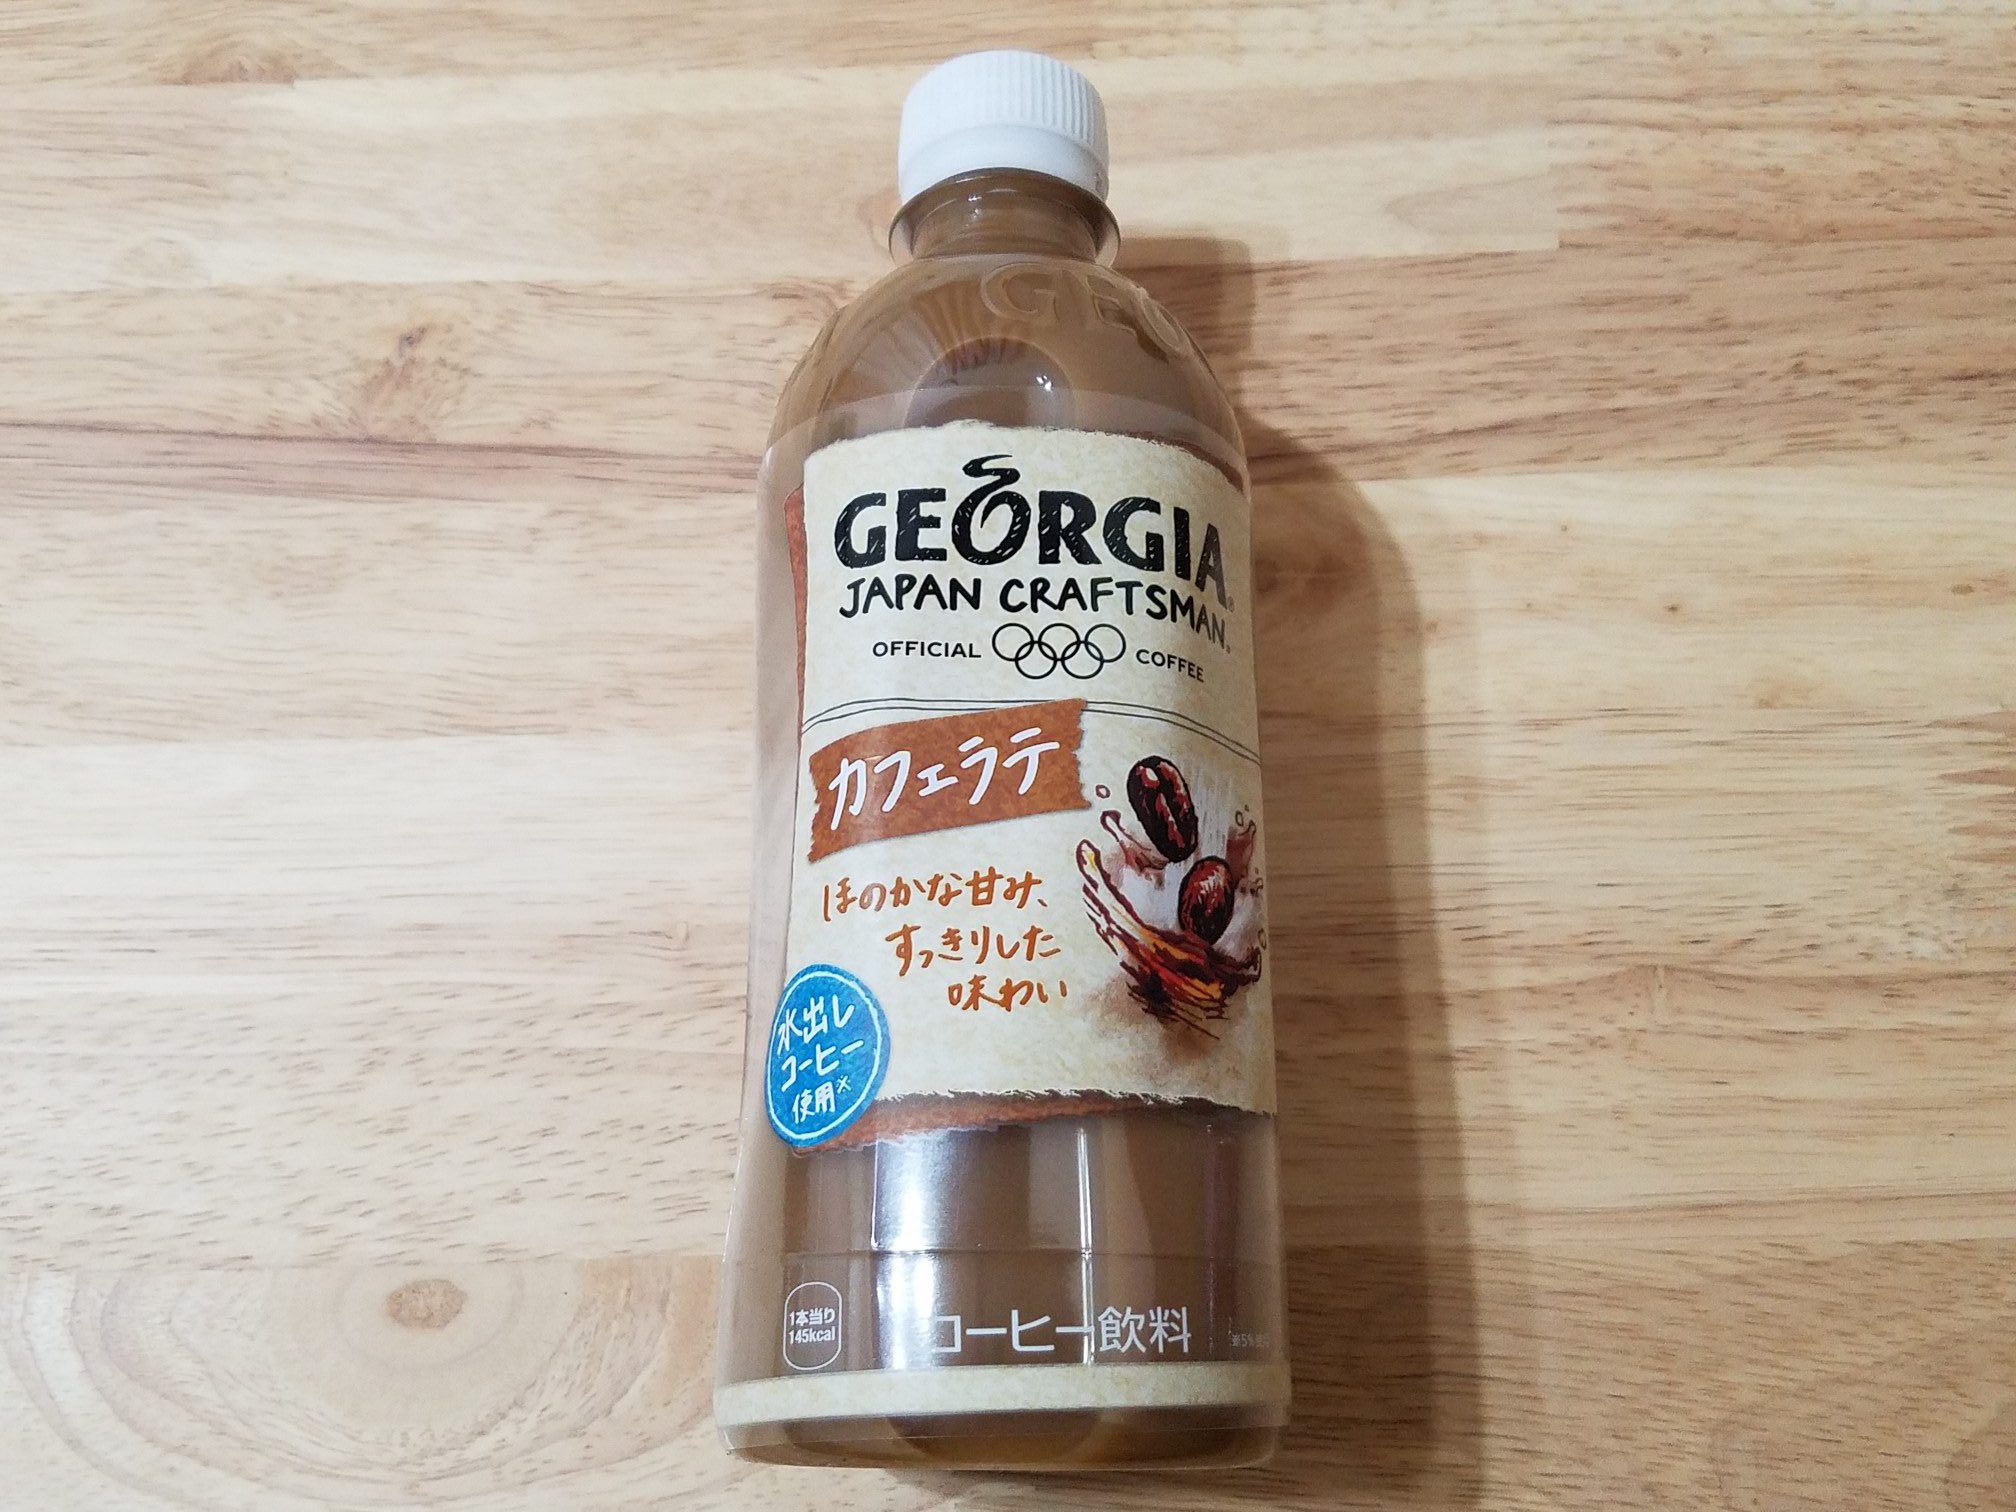 GEO
GEORGIA®
JAPAN CRAFTSMAN®
OFFICIAL COFFEE
カフェラテ
ほのかな甘み、
すっきりした
味わい
水出し
コーヒー
使用※
1本当り
145kcal
コーヒー飲料
※5%